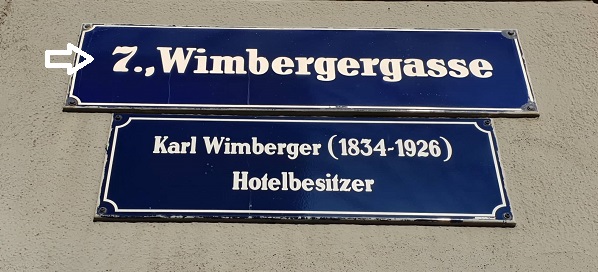 7., Wimbergergasse
Karl Wimberger (1834-1926)
Hotelbesitzer